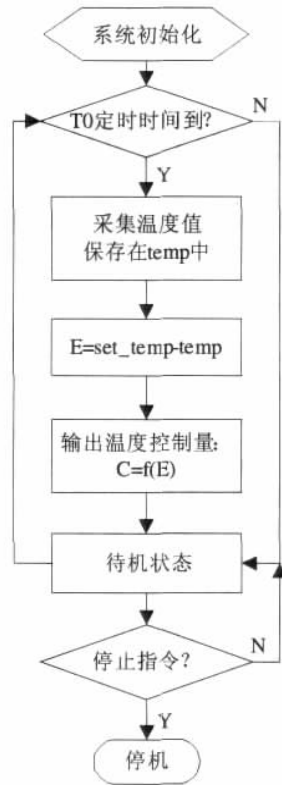 系统初始化
T0定时时间到?
N
Y
采集温度值
保存在temp中
E=set_temp-temp
输出温度控制量:
C=f(E)
待机状态
停止指令?
N
Y
停机